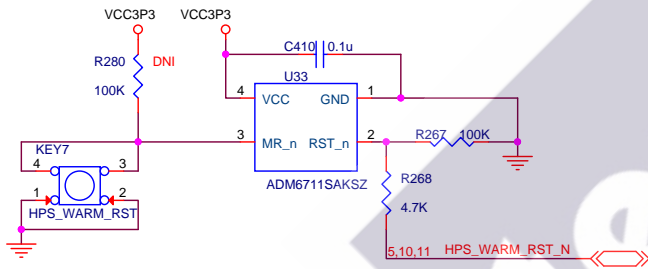 VCC3P3 VCC3P3
C410 0.1u
R280 DNI
100K
U33
4 VCC GND 1
3 MR_n RST_n 2
R267 100K
KEY7
4 3
1 2
HPS_WARM_RST
ADM6711SAKSZ
R268
4.7K
5,10,11 HPS_WARM_RST_N